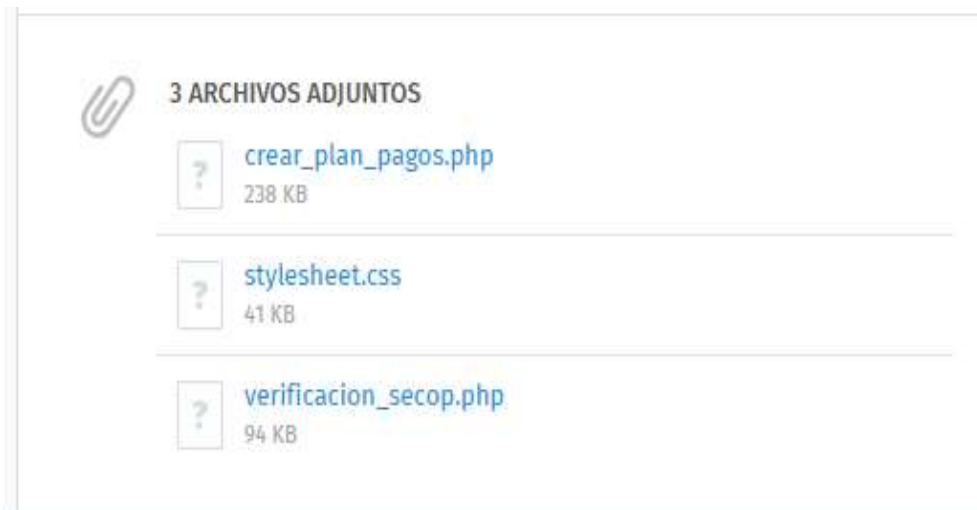 3 ARCHIVOS ADJUNTOS
?
crear_plan_pagos.php
238 KB
?
stylesheet.css
41 KB
?
verificacion_secop.php
94 KB